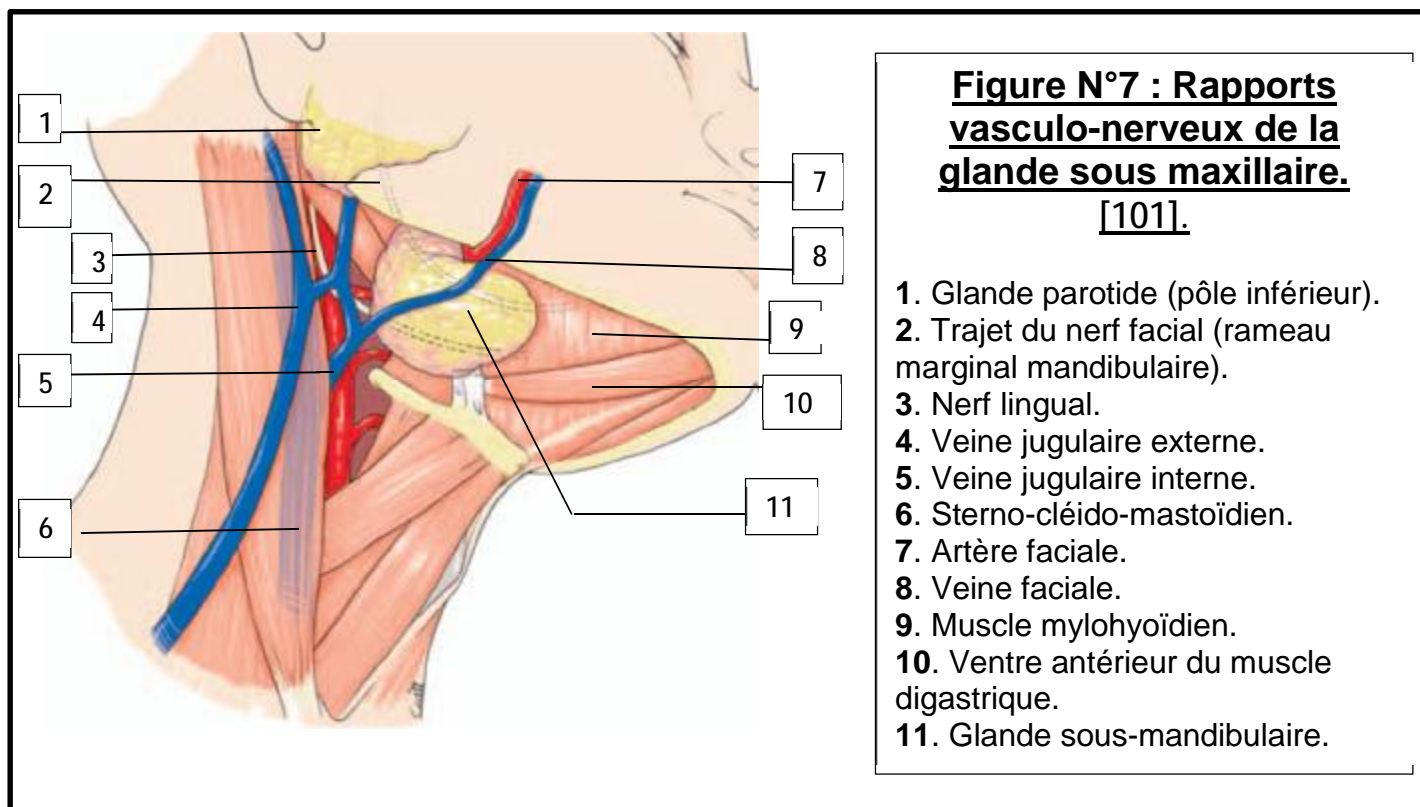 1
2
3
4
5
6
7
8
9
10
11
Figure N°7 : Rapports
vasculo-nerveux de la
glande sous maxillaire.
[101].
1. Glande parotide (pôle inférieur).
2. Trajet du nerf facial (rameau
marginal mandibulaire).
3. Nerf lingual.
4. Veine jugulaire externe.
5. Veine jugulaire interne.
6. Sterno-cléido-mastoïdien.
7. Artère faciale.
8. Veine faciale.
9. Muscle mylohyoïdien.
10. Ventre antérieur du muscle
digastrique.
11. Glande sous-mandibulaire.